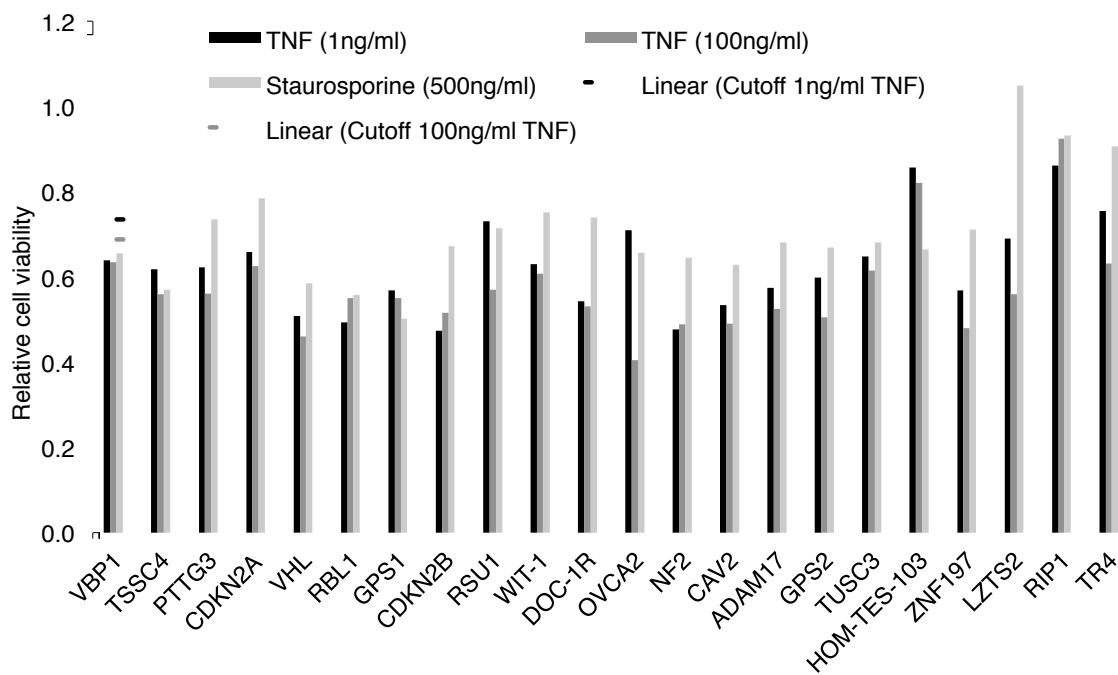 1.2
1.0
0.8
0.6
0.4
0.2
0.0
Relative cell viability
TNF (1ng/ml)
TNF (100ng/ml)
Staurosporine (500ng/ml)
Linear (Cutoff 1ng/ml TNF)
Linear (Cutoff 100ng/ml TNF)
VBP1
TSSC4
PTTG3
CDKN2A
VHL
RBL1
GPS1
CDKN2B
RSU1
WIT-1
DOC-1R
OVCA2
NF2
CAV2
ADAM17
GPS2
TUSC3
HOM-TES-103
ZNF197
LZTS2
RIP1
TR4